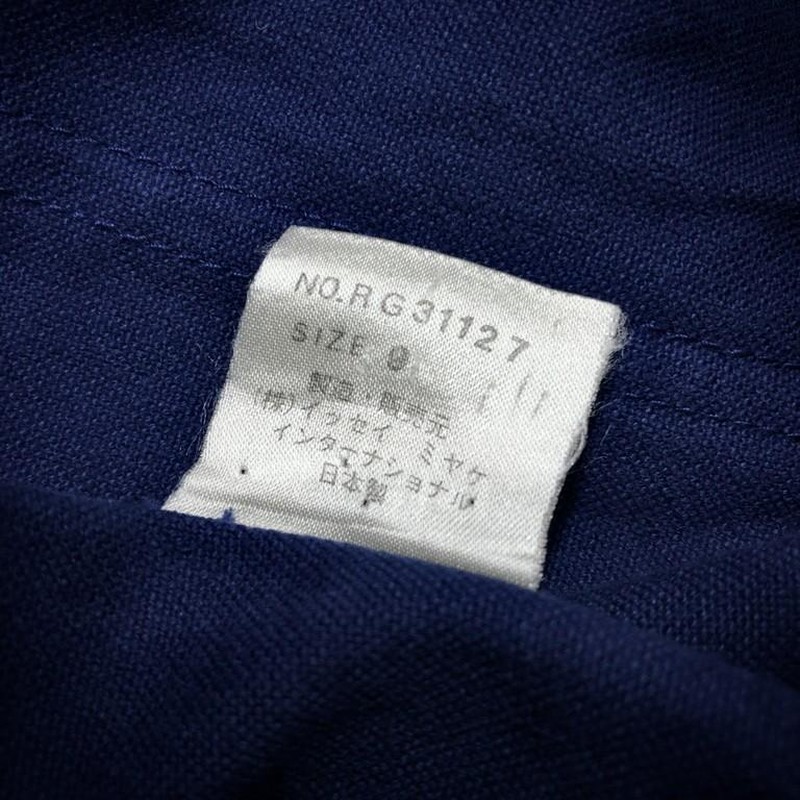 NO.RG31127
SIZE
製造・販売元
(株)イッセイ ミヤケ
インターナショナル
日本製